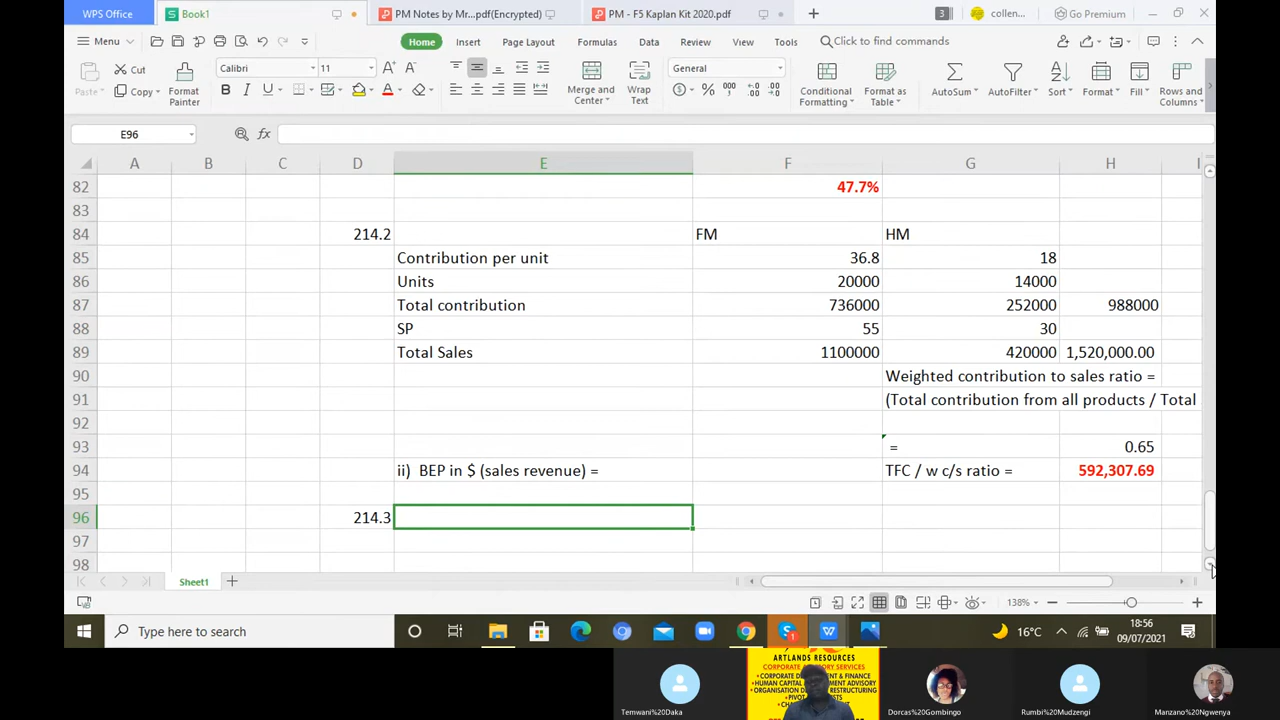 WPS Office
Book1
PM Notes by Mr...pdf(Encrypted)
PM - F5 Kaplan Kit 2020.pdf
3
collen...
Go Premium
Menu
Home
Insert
Page Layout
Formulas
Data
Review
View
Tools
Click to find commands
Paste
Cut
Copy
Format Painter
Calibri
11
Merge and Center
Wrap Text
General
Conditional Formatting
Format as Table
AutoSum
AutoFilter
Sort
Format
Fill
Rows and Columns
E96
A B C D E F G H I
82 47.7%
83
84 214.2 FM HM
85 Contribution per unit 36.8 18
86 Units 20000 14000
87 Total contribution 736000 252000 988000
88 SP 55 30
89 Total Sales 1100000 420000 1,520,000.00
90 Weighted contribution to sales ratio =
91 (Total contribution from all products / Total
92
93 = 0.65
94 ii) BEP in $ (sales revenue) = TFC / w c/s ratio = 592,307.69
95
96 214.3
97
98
Sheet1
138%
Type here to search
16°C
18:56
09/07/2021
ARTLANDS RESOURCES
CORPORATE ADVISORY SERVICES
Temwani%20Daka
Dorcas%20Gombingo
Rumbi%20Mudzengi
Manzano%20Ngwenya